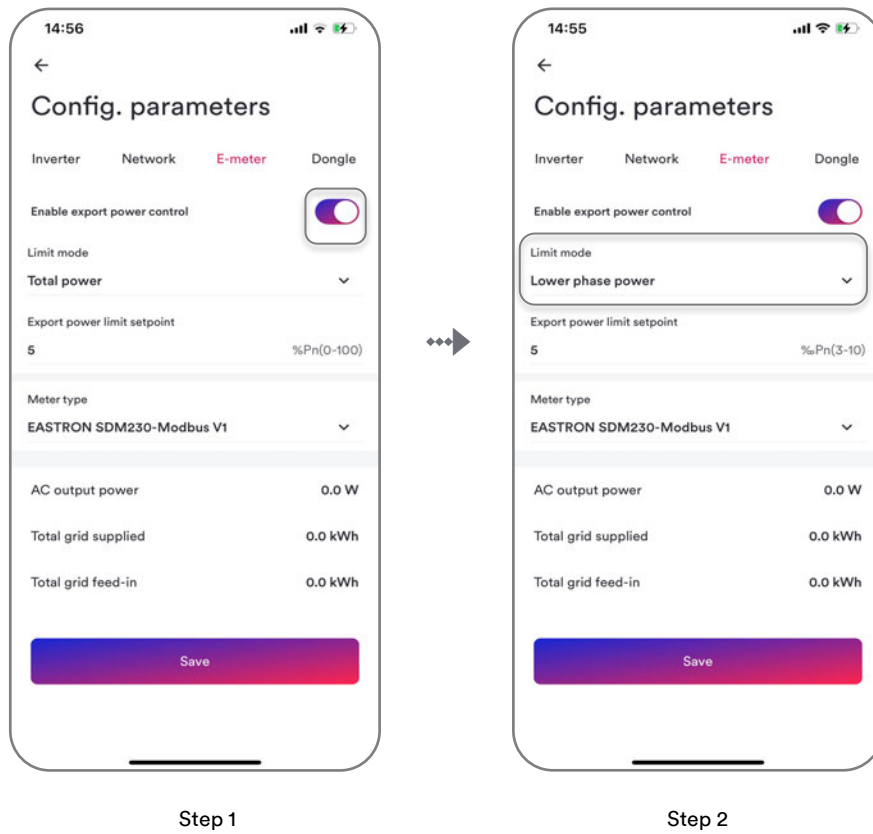 14:56
Config. parameters
Inverter Network E-meter Dongle
Enable export power control
Limit mode
Total power
Export power limit setpoint
5 %Pn(0-100)
Meter type
EASTRON SDM230-Modbus V1
AC output power 0.0 W
Total grid supplied 0.0 kWh
Total grid feed-in 0.0 kWh
Save
Step 1
14:55
Config. parameters
Inverter Network E-meter Dongle
Enable export power control
Limit mode
Lower phase power
Export power limit setpoint
5 ‰Pn(3-10)
Meter type
EASTRON SDM230-Modbus V1
AC output power 0.0 W
Total grid supplied 0.0 kWh
Total grid feed-in 0.0 kWh
Save
Step 2